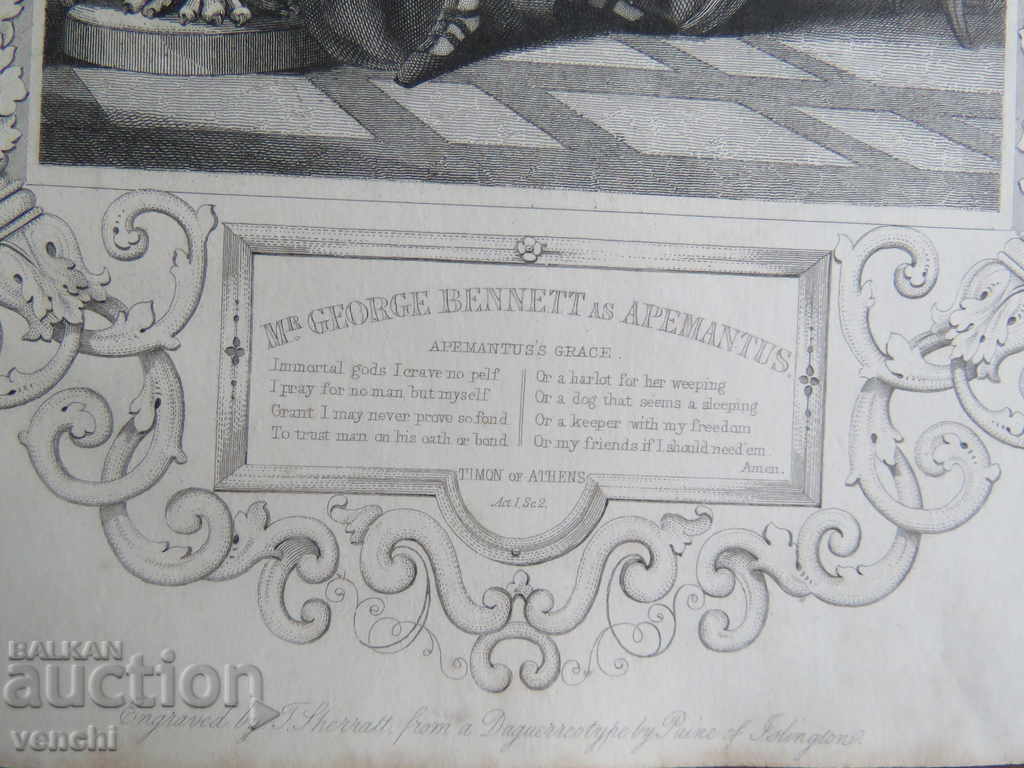 MR GEORGE BENNETT AS APEMANTUS.
APEMANTUS'S GRACE.
Immortal gods I crave no pelf
I pray for no man but myself
Grant I may never prove so fond
To trust man on his oath or bond
Or a harlot for her weeping
Or a dog that seems a sleeping
Or a keeper with my freedom
Or my friends if I should need 'em.
Amen.
TIMON OF ATHENS
Act 1, Sc 2.
Engraved by T. Sherratt, from a Daguerreotype by Paine of Islington.
BALKAN
auction
venchi